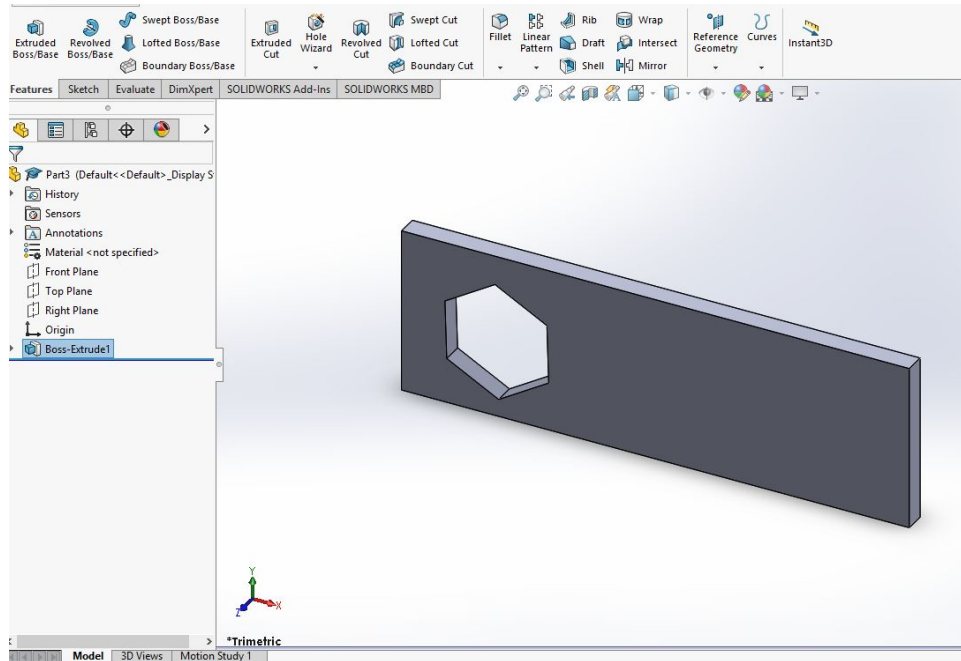 Extruded Boss/Base
Revolved Boss/Base
Swept Boss/Base
Lofted Boss/Base
Boundary Boss/Base
Extruded Cut
Hole Wizard
Revolved Cut
Swept Cut
Lofted Cut
Boundary Cut
Fillet
Linear Pattern
Rib
Draft
Shell
Wrap
Intersect
Mirror
Reference Geometry
Curves
Instant3D
Features Sketch Evaluate DimXpert SOLIDWORKS Add-Ins SOLIDWORKS MBD
Part3 (Default<<Default>_Display S
History
Sensors
A Annotations
Material <not specified>
Front Plane
Top Plane
Right Plane
Origin
Boss-Extrude1
Y
Z X
*Trimetric
Model 3D Views Motion Study 1